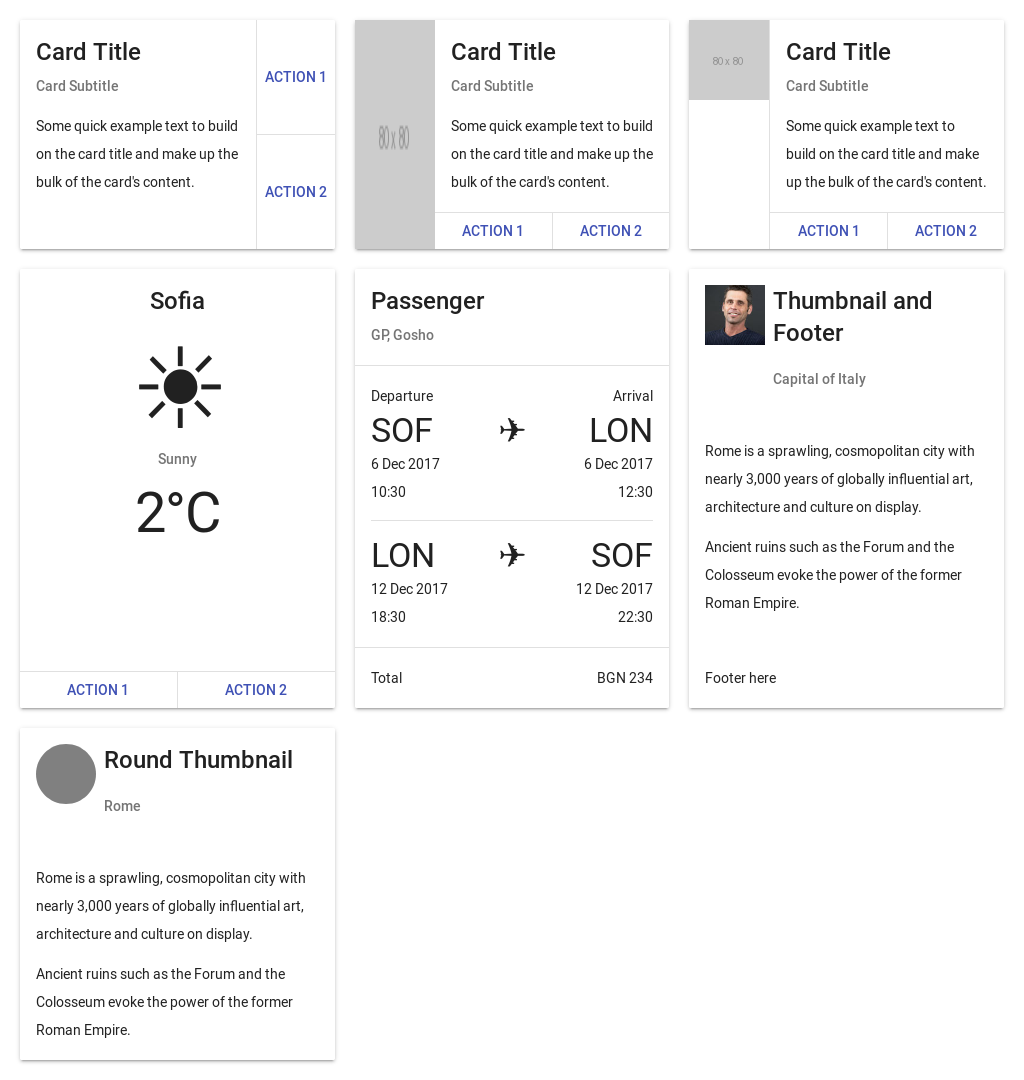 Card Title
Card Subtitle
Some quick example text to build
on the card title and make up the
bulk of the card's content.
ACTION 1
ACTION 2
80 x 80
Card Title
Card Subtitle
Some quick example text to build
on the card title and make up the
bulk of the card's content.
ACTION 1 ACTION 2
80 x 80
Card Title
Card Subtitle
Some quick example text to
build on the card title and make
up the bulk of the card's content.
ACTION 1 ACTION 2
Sofia
Sunny
2°C
ACTION 1 ACTION 2
Passenger
GP, Gosho
Departure Arrival
SOF LON
6 Dec 2017 6 Dec 2017
10:30 12:30
LON SOF
12 Dec 2017 12 Dec 2017
18:30 22:30
Total BGN 234
Thumbnail and
Footer
Capital of Italy
Rome is a sprawling, cosmopolitan city with
nearly 3,000 years of globally influential art,
architecture and culture on display.
Ancient ruins such as the Forum and the
Colosseum evoke the power of the former
Roman Empire.
Footer here
Round Thumbnail
Rome
Rome is a sprawling, cosmopolitan city with
nearly 3,000 years of globally influential art,
architecture and culture on display.
Ancient ruins such as the Forum and the
Colosseum evoke the power of the former
Roman Empire.